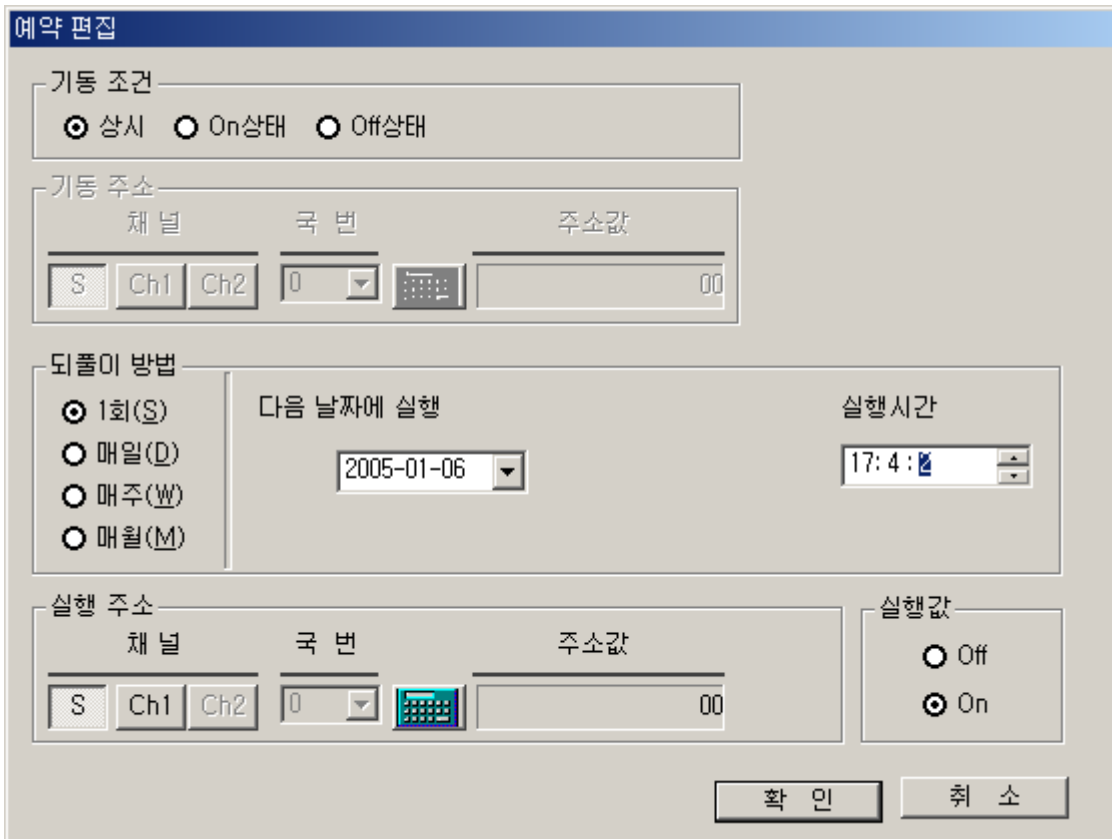 예약 편집
기동 조건
상시 On상태 Off상태
기동 주소
채 널 국 번 주소값
S Ch1 Ch2 0 00
되풀이 방법
1회(S) 다음 날짜에 실행 실행시간
매일(D) 2005-01-06 17: 4 : 2
매주(W)
매월(M)
실행 주소 실행값
채 널 국 번 주소값 Off
S Ch1 Ch2 0 00 On
확 인 취 소